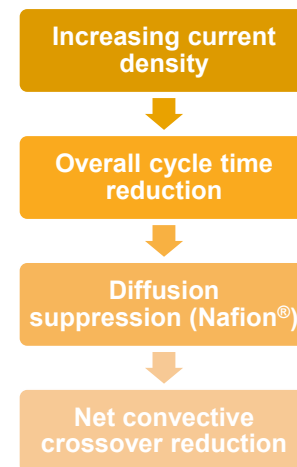 Increasing current
density
Overall cycle time
reduction
Diffusion
suppression (Nafion®)
Net convective
crossover reduction